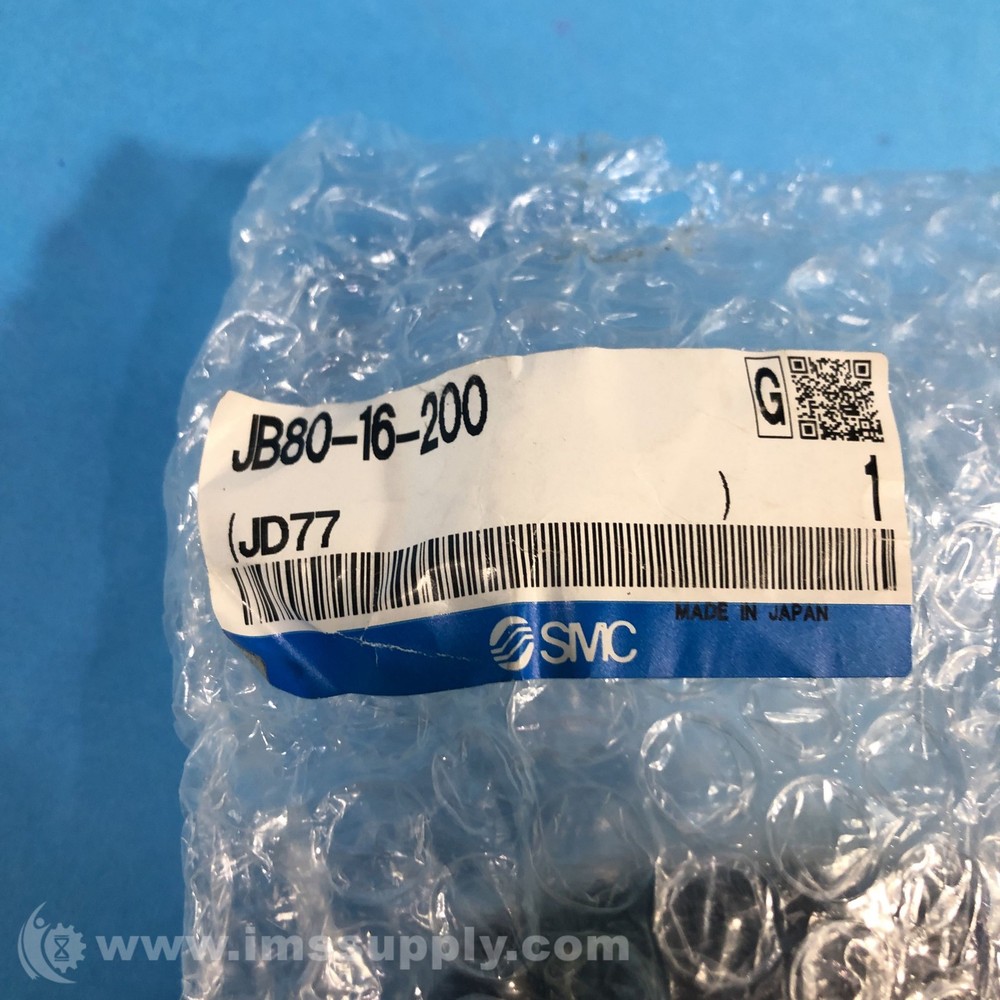 JB80-16-200
G
(JD77 ) 1
MADE IN JAPAN
SMC
www.imssupply.com